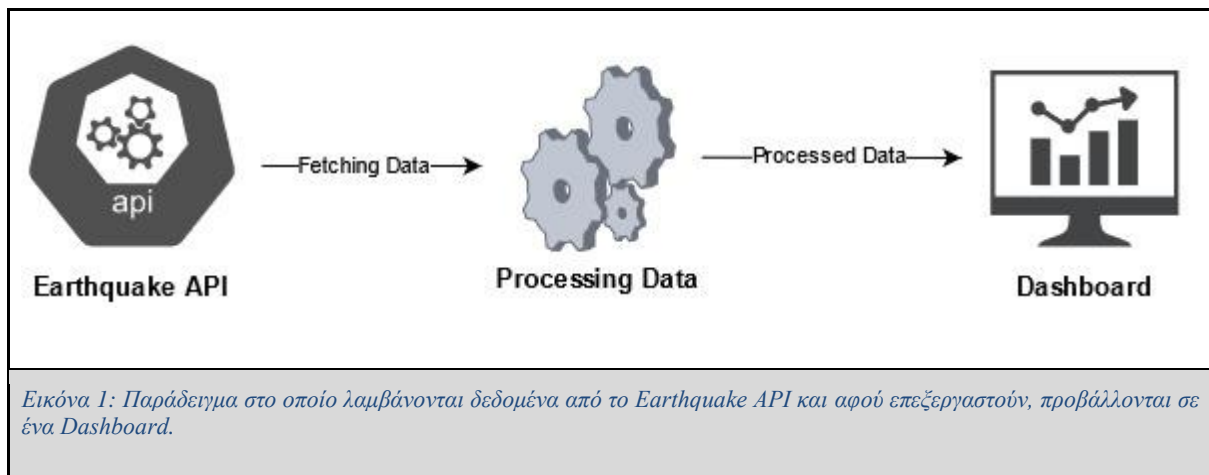 api
Fetching Data
Processed Data
Earthquake API
Processing Data
Dashboard
Εικόνα 1: Παράδειγμα στο οποίο λαμβάνονται δεδομένα από το Earthquake API και αφού επεξεργαστούν, προβάλλονται σε
ένα Dashboard.